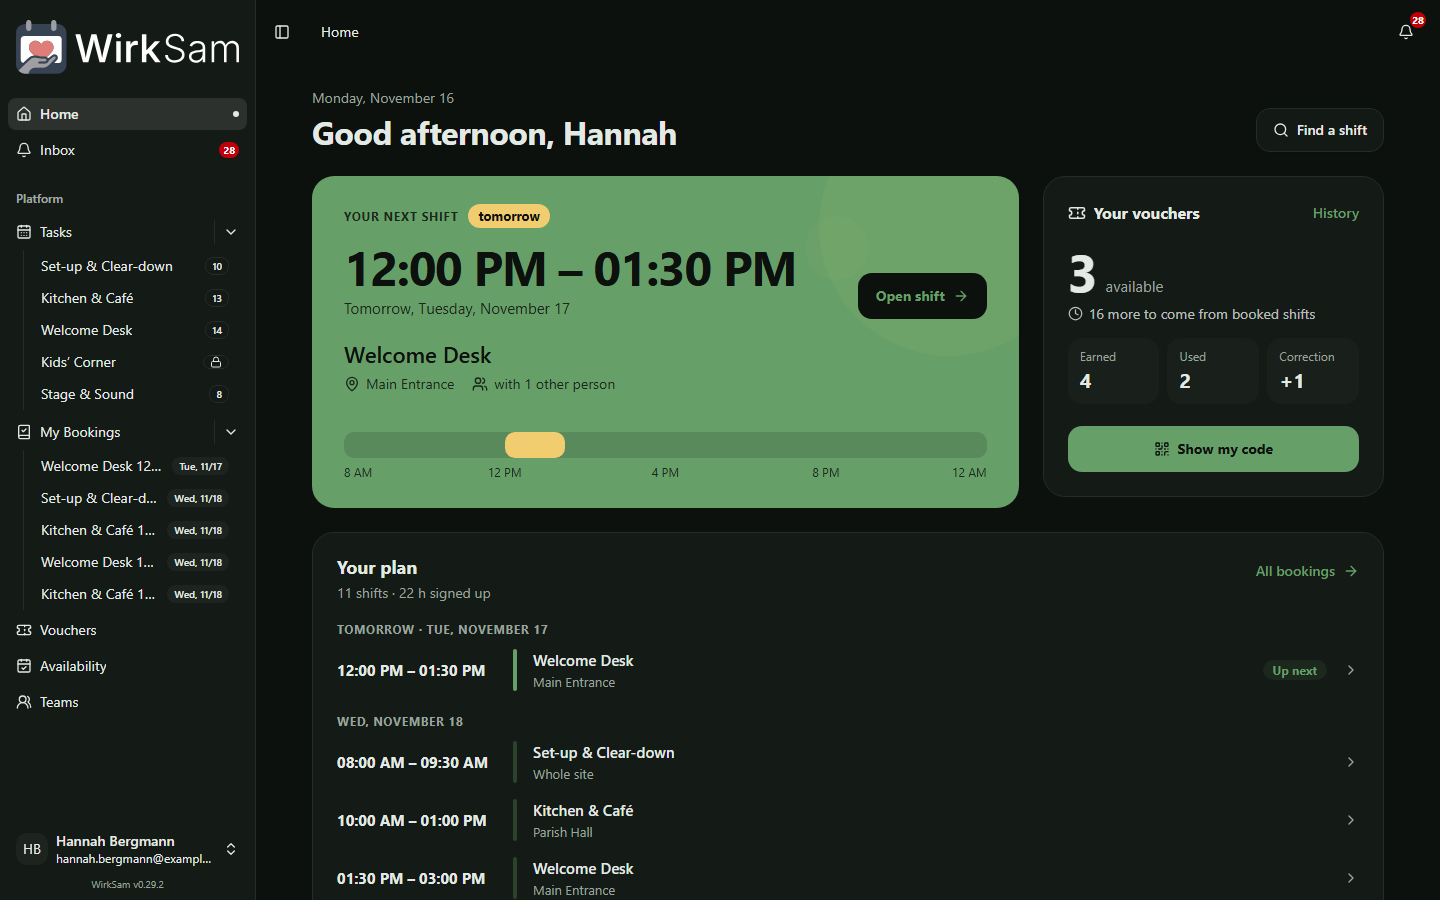 WirkSam
Home
Inbox
28
Platform
Tasks
Set-up & Clear-down
10
Kitchen & Café
13
Welcome Desk
14
Kids’ Corner
Stage & Sound
8
My Bookings
Welcome Desk 12...
Tue, 11/17
Set-up & Clear-d...
Wed, 11/18
Kitchen & Café 1...
Wed, 11/18
Welcome Desk 1...
Wed, 11/18
Kitchen & Café 1...
Wed, 11/18
Vouchers
Availability
Teams
HB
Hannah Bergmann
hannah.bergmann@exampl...
WirkSam v0.29.2
Home
28
Monday, November 16
Good afternoon, Hannah
Find a shift
YOUR NEXT SHIFT
tomorrow
12:00 PM – 01:30 PM
Tomorrow, Tuesday, November 17
Open shift
Welcome Desk
Main Entrance
with 1 other person
8 AM
12 PM
4 PM
8 PM
12 AM
Your vouchers
History
3 available
16 more to come from booked shifts
Earned
4
Used
2
Correction
+1
Show my code
Your plan
11 shifts · 22 h signed up
All bookings
TOMORROW · TUE, NOVEMBER 17
12:00 PM – 01:30 PM
Welcome Desk
Main Entrance
Up next
WED, NOVEMBER 18
08:00 AM – 09:30 AM
Set-up & Clear-down
Whole site
10:00 AM – 01:00 PM
Kitchen & Café
Parish Hall
01:30 PM – 03:00 PM
Welcome Desk
Main Entrance